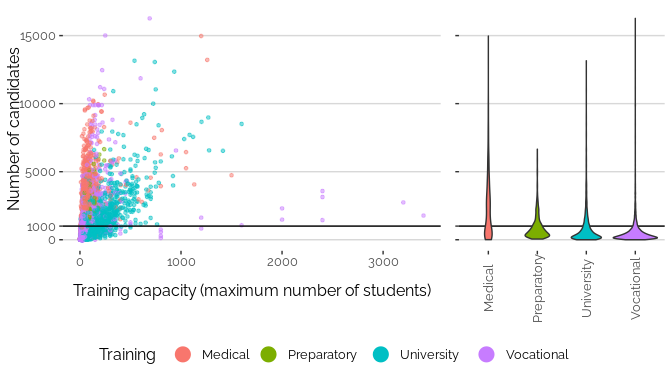 Number of candidates
15000
10000
5000
1000
0
0
1000
2000
3000
Training capacity (maximum number of students)
Medical
Preparatory
University
Vocational
Training
Medical
Preparatory
University
Vocational